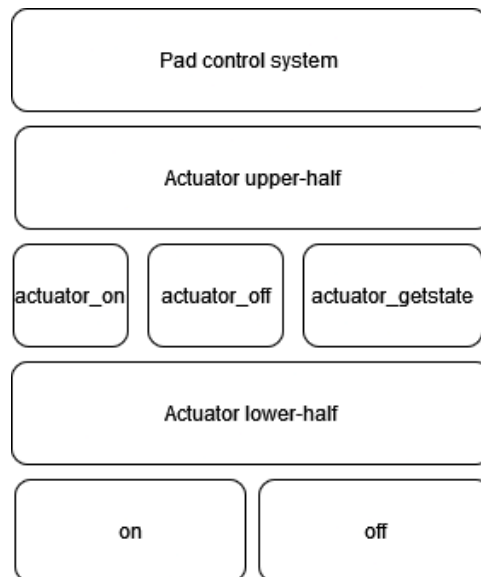 Pad control system
Actuator upper-half
actuator_on actuator_off actuator_getstate
Actuator lower-half
on off